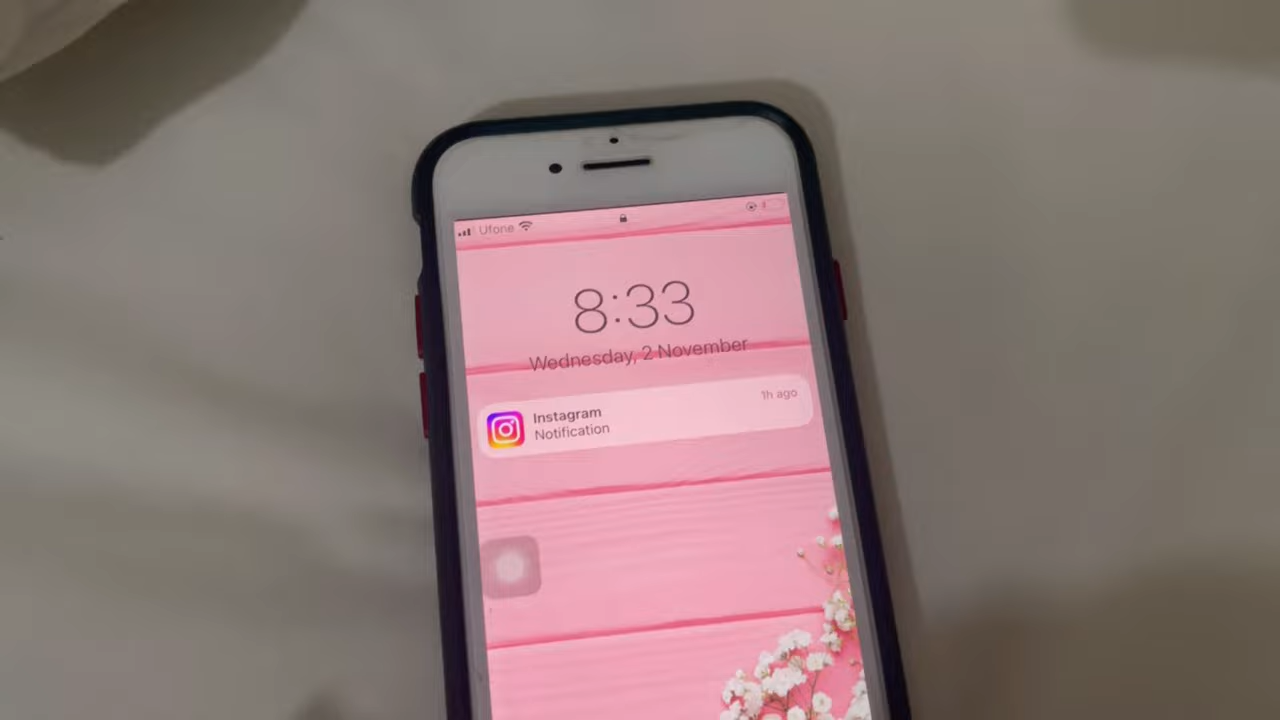 Ufone
8:33
Wednesday, 2 November
Instagram
1h ago
Notification